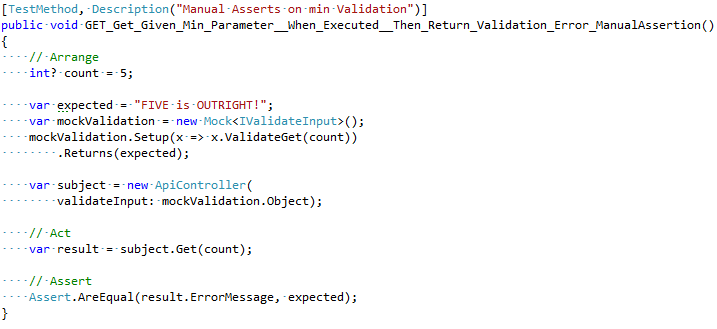 [TestMethod, Description("Manual Asserts on min Validation")]
public void GET_Get_Given_Min_Parameter__When_Executed__Then_Return_Validation_Error_ManualAssertion()
{
    // Arrange
    int? count = 5;

    var expected = "FIVE is OUTRIGHT!";
    var mockValidation = new Mock<IValidateInput>();
    mockValidation.Setup(x => x.ValidateGet(count))
        .Returns(expected);

    var subject = new ApiController(
        validateInput: mockValidation.Object);

    // Act
    var result = subject.Get(count);

    // Assert
    Assert.AreEqual(result.ErrorMessage, expected);
}